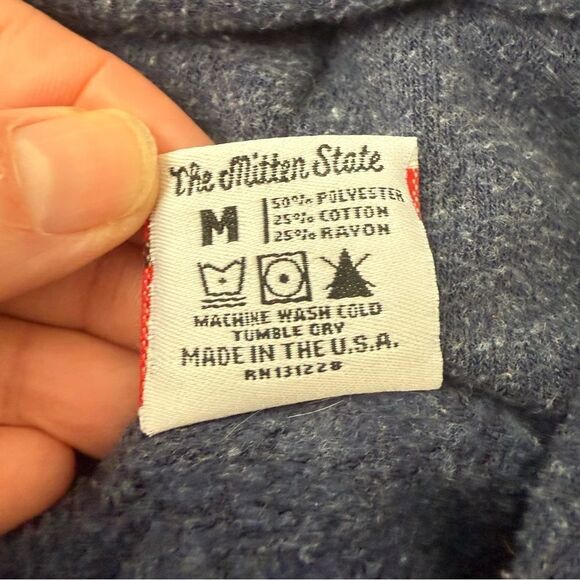 The Mitten State
M
50% POLYESTER
25% COTTON
25% RAYON
MACHINE WASH COLD
TUMBLE DRY
MADE IN THE U.S.A.
RN131228